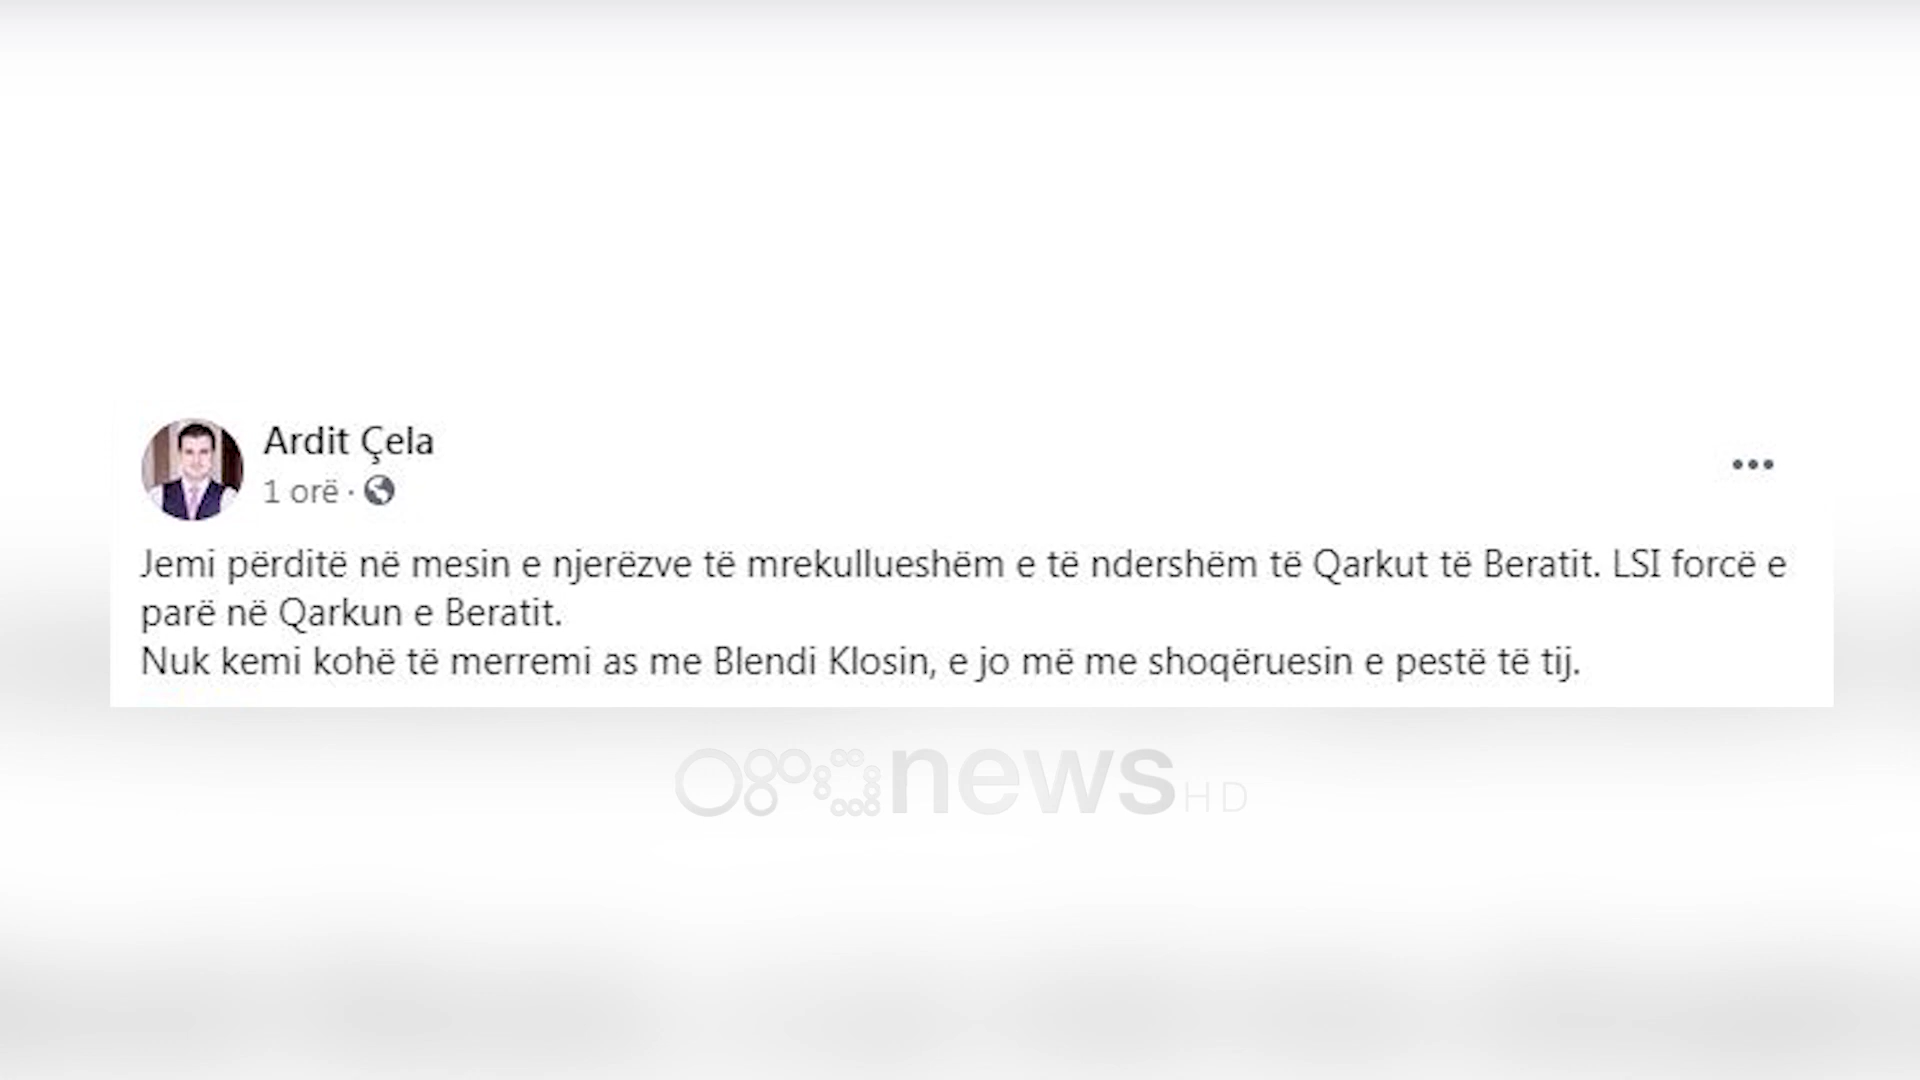 Ardit Çela
1 orë ·
Jemi përditë në mesin e njerëzve të mrekullueshëm e të ndershëm të Qarkut të Beratit. LSI forcë e
parë në Qarkun e Beratit.
Nuk kemi kohë të merremi as me Blendi Klosin, e jo më me shoqëruesin e pestë të tij.
news HD